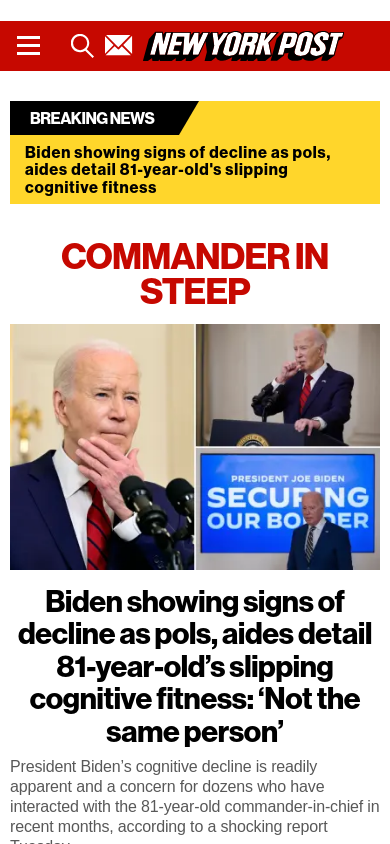 NEW YORK POST
BREAKING NEWS
Biden showing signs of decline as pols,
aides detail 81-year-old's slipping
cognitive fitness
COMMANDER IN
STEEP
PRESIDENT JOE BIDEN
SECURING
OUR BORDER
Biden showing signs of
decline as pols, aides detail
81-year-old’s slipping
cognitive fitness: ‘Not the
same person’
President Biden’s cognitive decline is readily
apparent and a concern for dozens who have
interacted with the 81-year-old commander-in-chief in
recent months, according to a shocking report
Tuesday